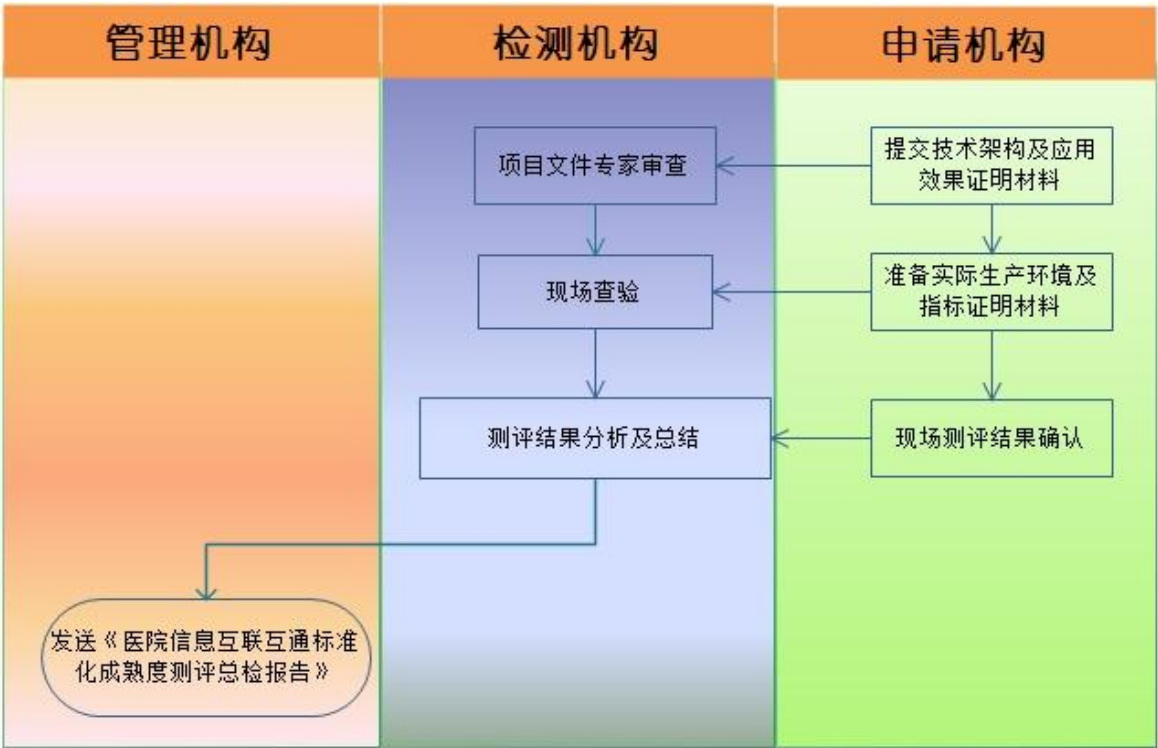 管理机构
检测机构
申请机构
项目文件专家审查
提交技术架构及应用
效果证明材料
现场查验
准备实际生产环境及
指标证明材料
测评结果分析及总结
现场测评结果确认
发送《医院信息互联互通标准
化成熟度测评总检报告》